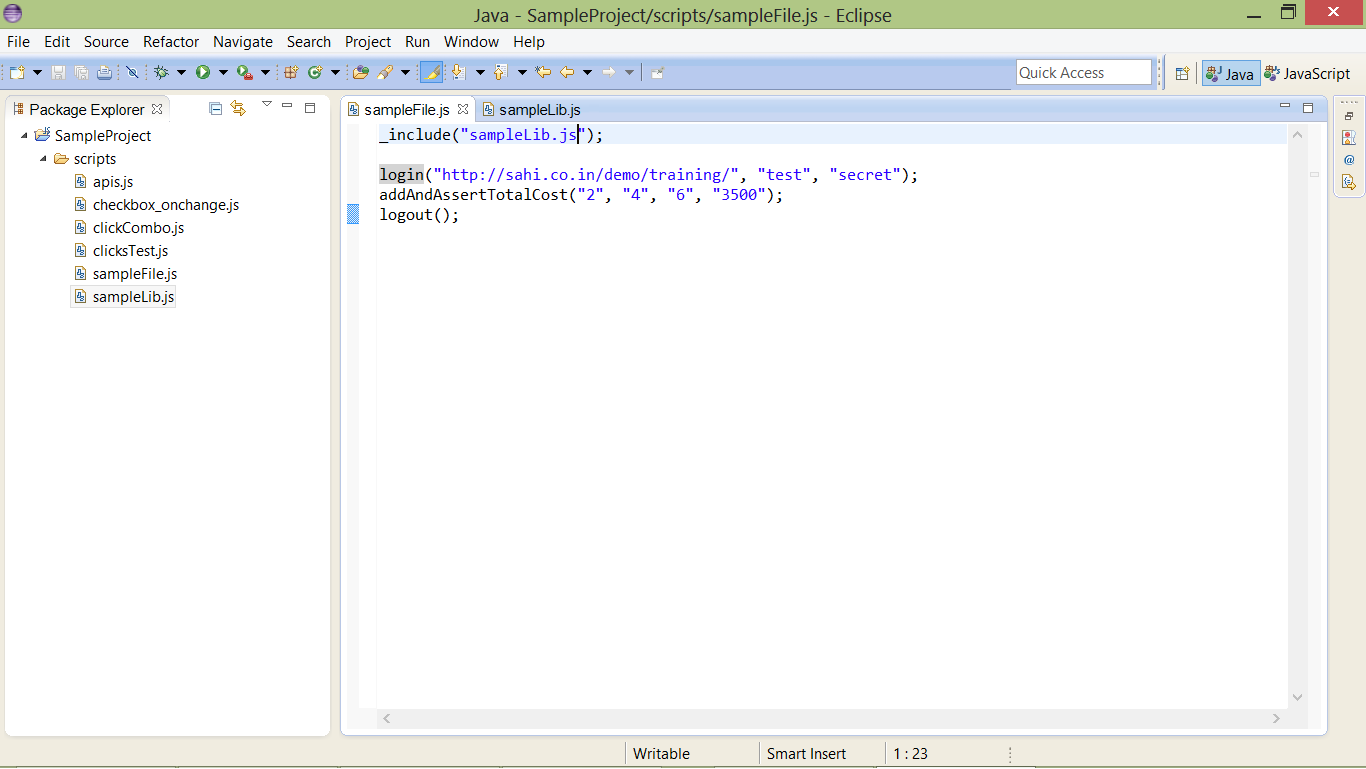 Java - SampleProject/scripts/sampleFile.js - Eclipse
File Edit Source Refactor Navigate Search Project Run Window Help
Quick Access
Java
JavaScript
Package Explorer
sampleFile.js
sampleLib.js
SampleProject
scripts
apis.js
checkbox_onchange.js
clickCombo.js
clicksTest.js
sampleFile.js
sampleLib.js
_include("sampleLib.js");
login("http://sahi.co.in/demo/training/", "test", "secret");
addAndAssertTotalCost("2", "4", "6", "3500");
logout();
Writable
Smart Insert
1 : 23